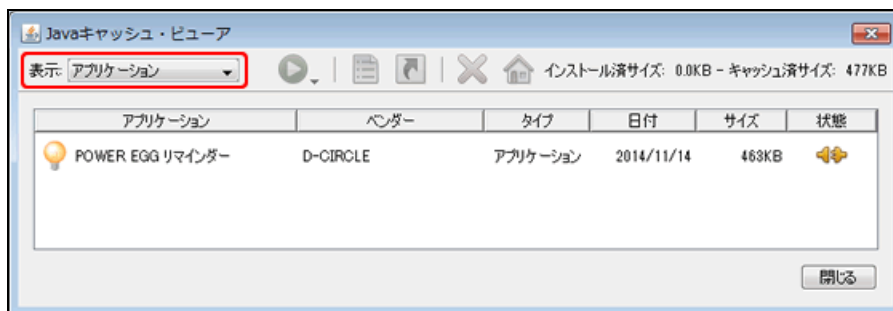 Javaキャッシュ・ビューア
表示: アプリケーション インストール済サイズ: 0.0KB - キャッシュ済サイズ: 477KB
アプリケーション ベンダー タイプ 日付 サイズ 状態
POWER EGG リマインダー D-CIRCLE アプリケーション 2014/11/14 463KB
閉じる